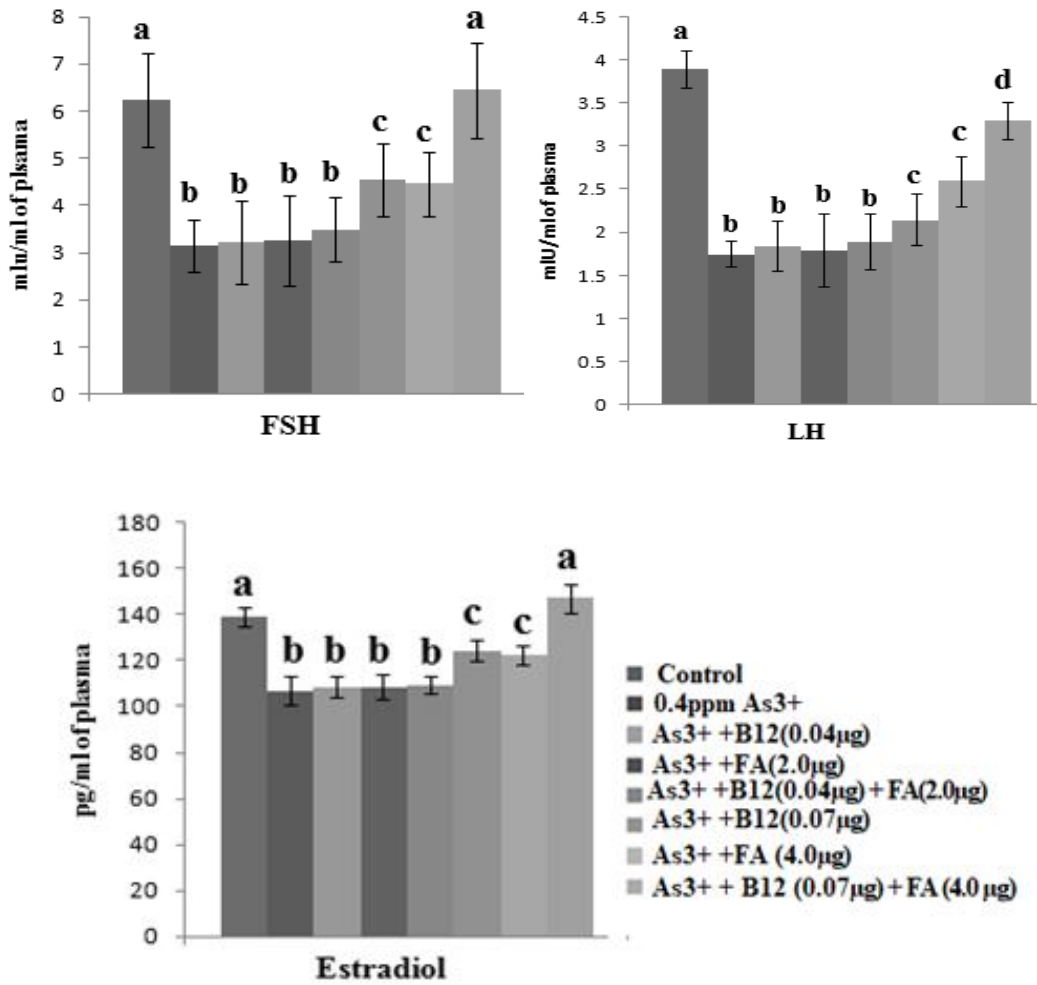 8
7
6
5
4
3
2
1
0
mIu/ml of plsama
a
b
b
b
b
c
c
a
FSH
4.5
4
3.5
3
2.5
2
1.5
1
0.5
0
mIU/ml of plasma
a
b
b
b
b
c
c
d
LH
180
160
140
120
100
80
60
40
20
0
pg/ml of plasma
a
b
b
b
b
c
c
a
Estradiol
Control
0.4ppm As3+
As3+ +B12(0.04μg)
As3+ +FA(2.0μg)
As3+ +B12(0.04μg) + FA(2.0μg)
As3+ +B12(0.07μg)
As3+ +FA (4.0μg)
As3+ + B12 (0.07μg) + FA (4.0 μg)